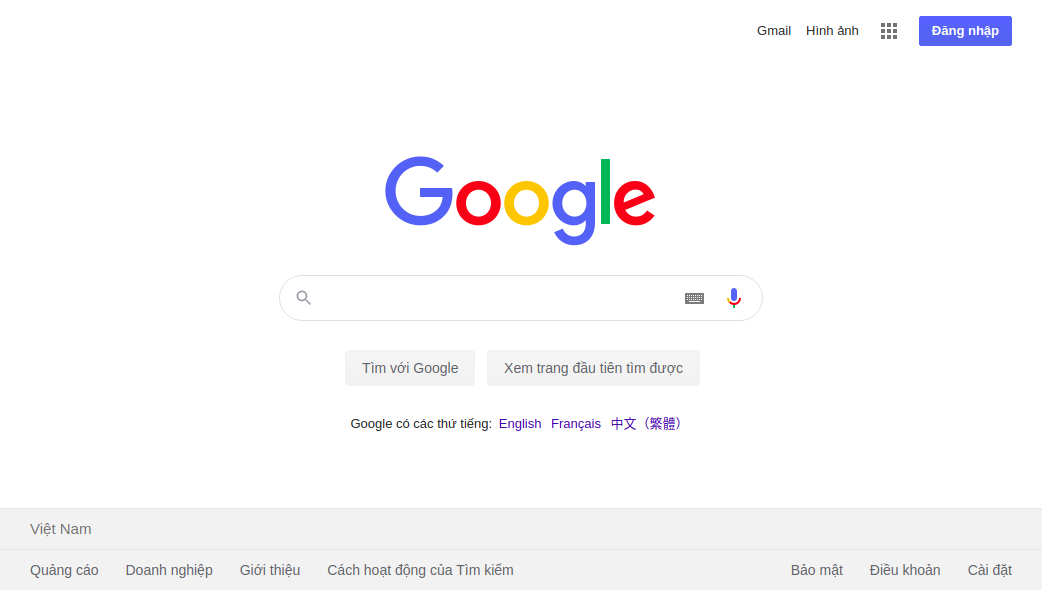 Gmail Hình ảnh Đăng nhập
Google
Tìm với Google Xem trang đầu tiên tìm được
Google có các thứ tiếng: English Français 中文（繁體）
Việt Nam
Quảng cáo Doanh nghiệp Giới thiệu Cách hoạt động của Tìm kiếm Bảo mật Điều khoản Cài đặt